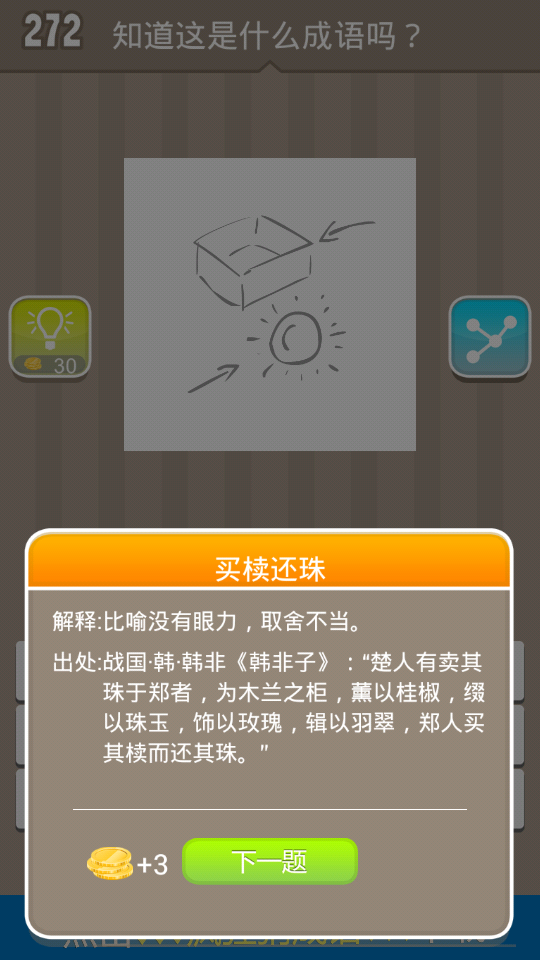 272
知道这是什么成语吗？
30
买椟还珠
解释:比喻没有眼力，取舍不当。
出处:战国·韩·韩非《韩非子》："楚人有卖其
珠于郑者，为木兰之柜，薰以桂椒，缀
以珠玉，饰以玫瑰，辑以羽翠，郑人买
其椟而还其珠。"
+3
下一题